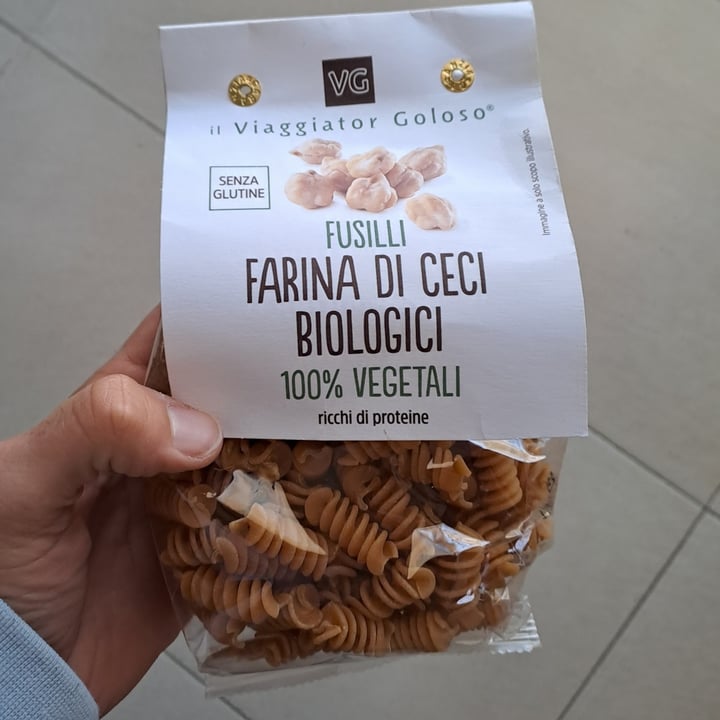 VG
il Viaggiator Goloso®
SENZA
GLUTINE
Immagine a solo scopo illustrativo.
FUSILLI
FARINA DI CECI
BIOLOGICI
100% VEGETALI
ricchi di proteine